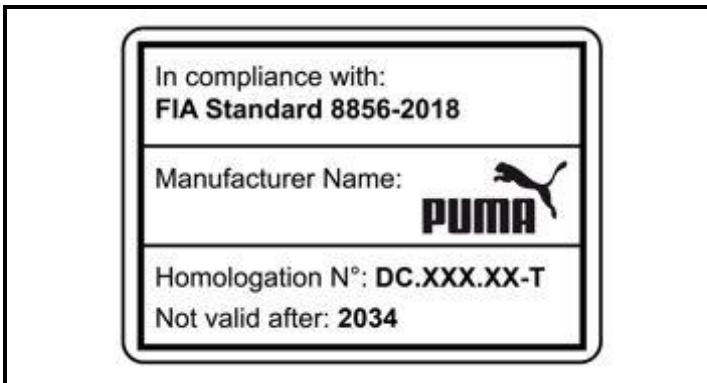 In compliance with:
FIA Standard 8856-2018
Manufacturer Name:
PUMA
Homologation N°: DC.XXX.XX-T
Not valid after: 2034